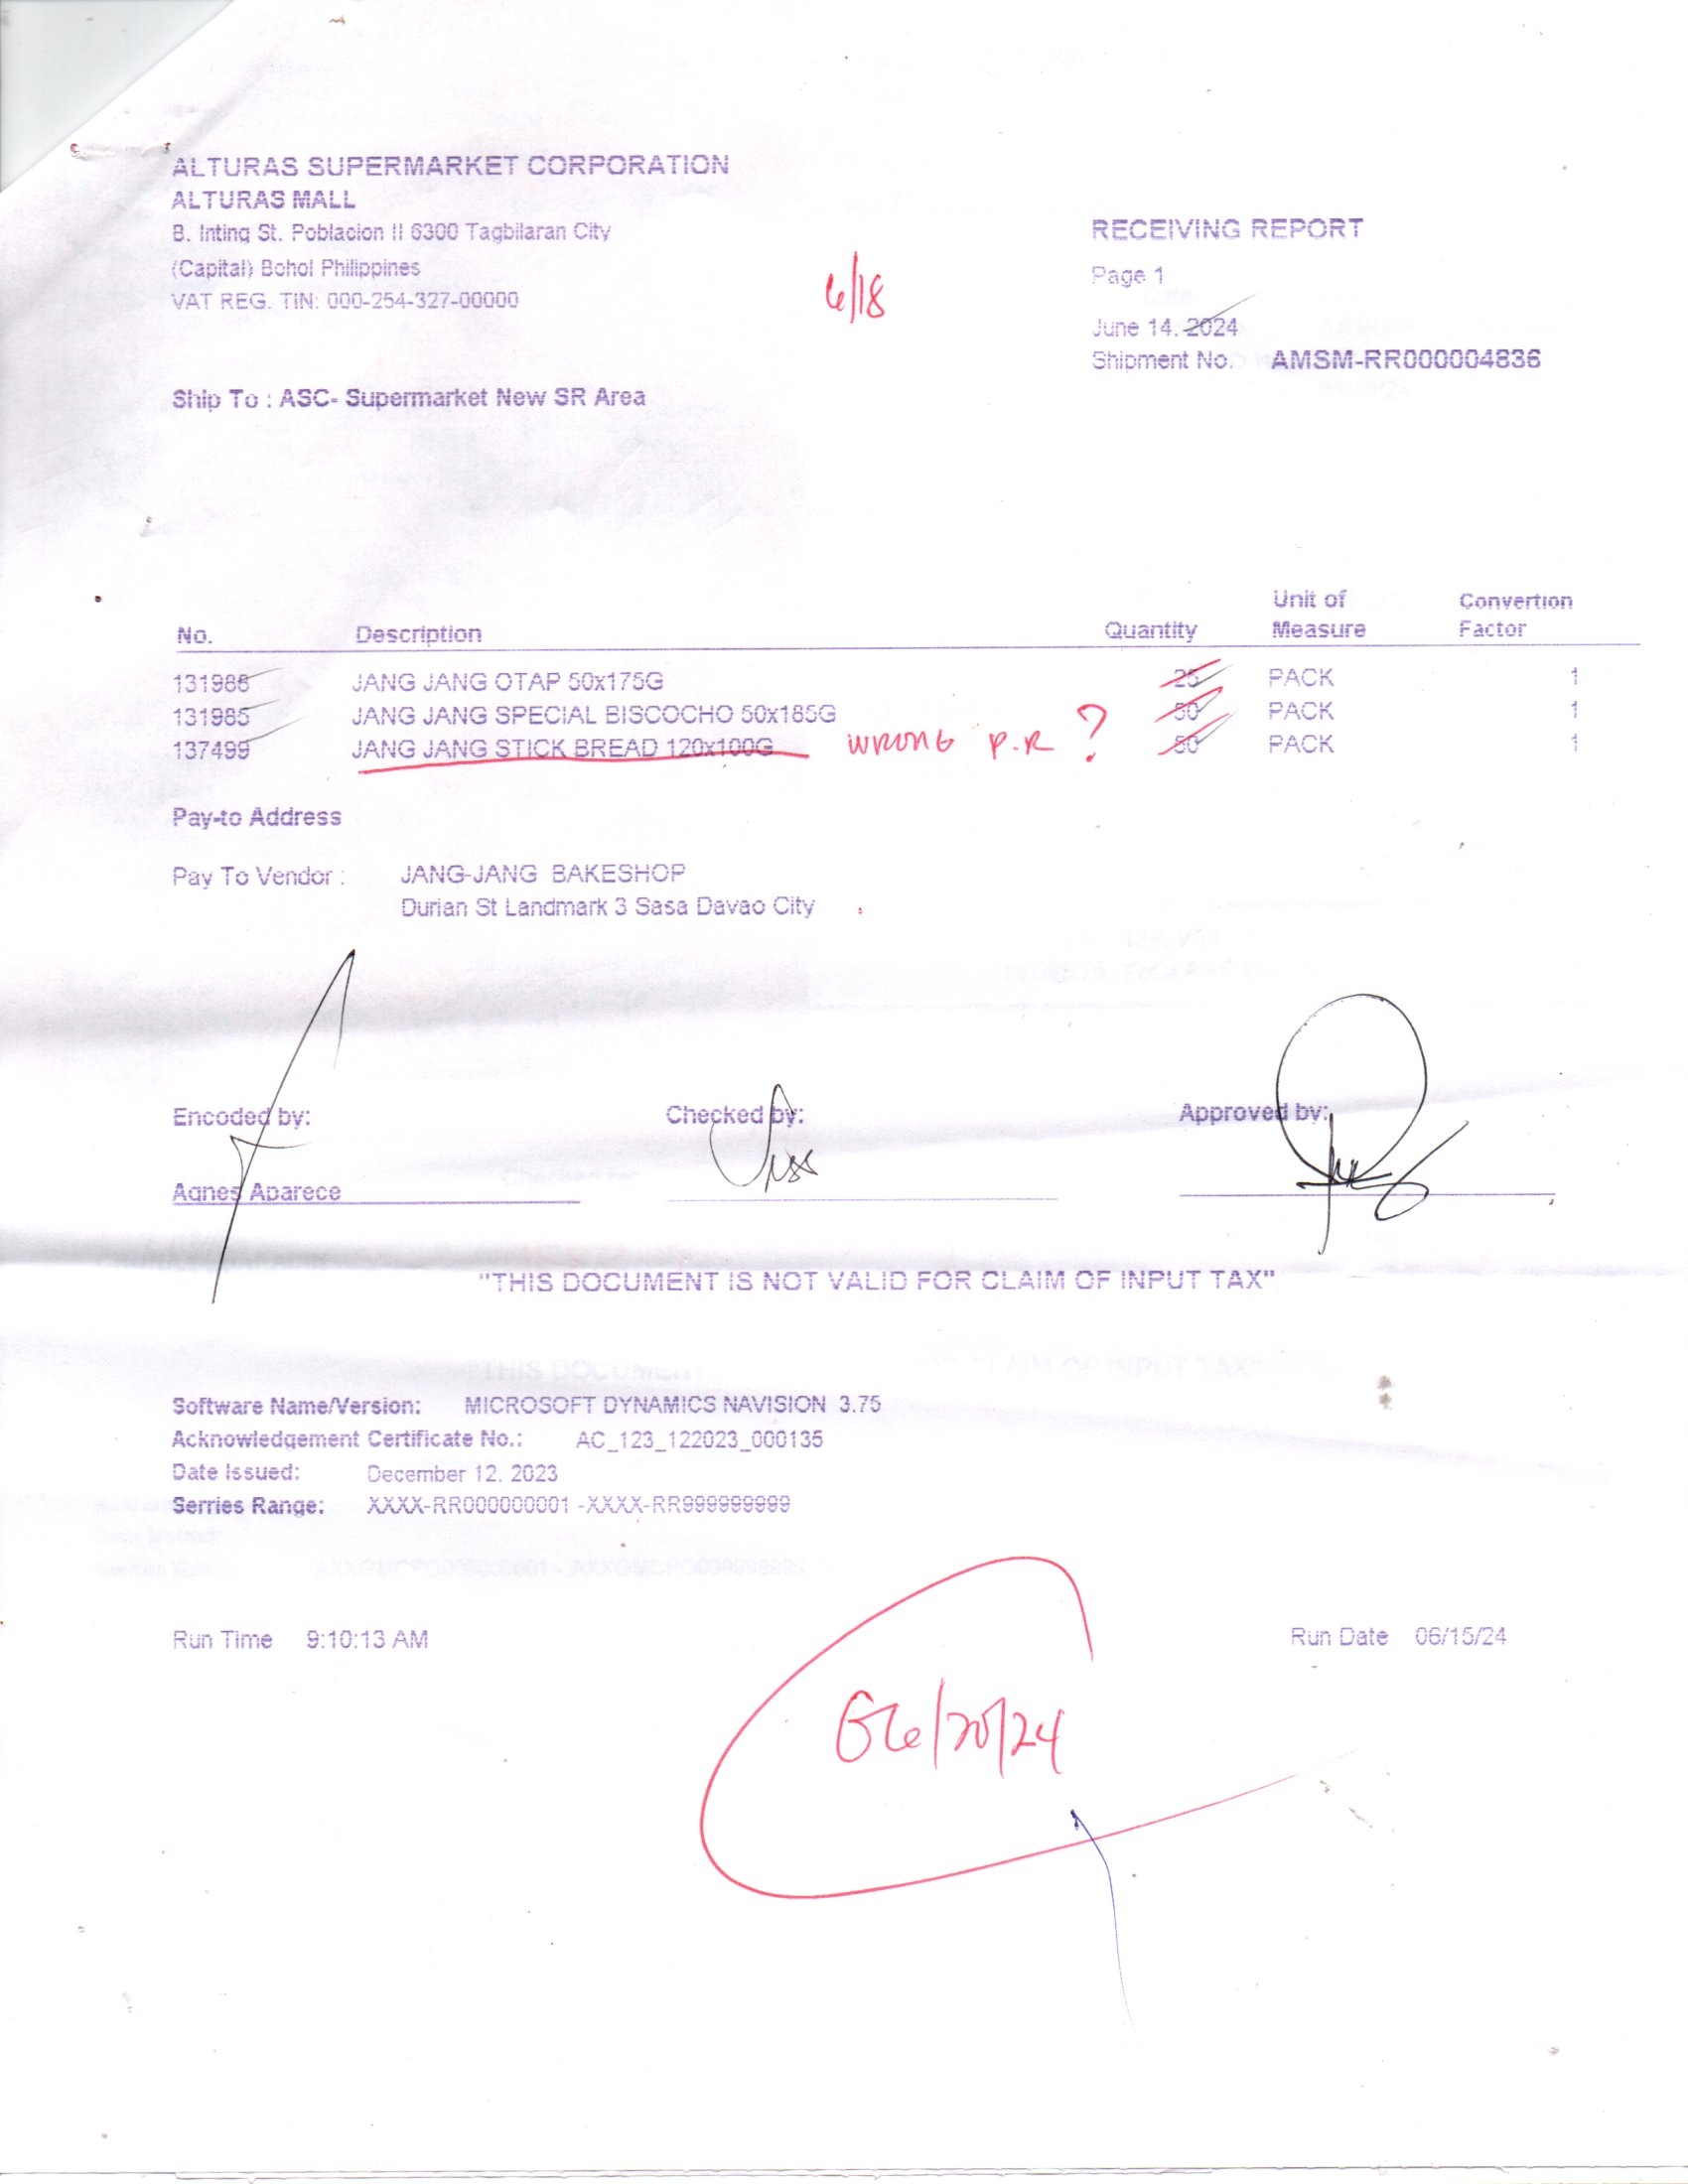 ALTURAS SUPERMARKET CORPORATION
ALTURAS MALL
B. Inting St. Poblacion II 6300 Tagbilaran City
(Capital) Bohol Philippines
VAT REG. TIN: 000-254-327-00000
6/18
RECEIVING REPORT
Page 1
June 14. 2024
Shipment No. AMSM-RR000004836
Ship To : ASC- Supermarket New SR Area
No. Description Quantity Unit of Measure Convertion Factor
131986 JANG JANG OTAP 50x175G 25 PACK 1
131985 JANG JANG SPECIAL BISCOCHO 50x185G 50 PACK 1
137499 JANG JANG STICK BREAD 120x100G WRONG P.R ? 50 PACK 1
Pay-to Address
Pay To Vendor : JANG-JANG BAKESHOP
Durian St Landmark 3 Sasa Davao City
Encoded by: Checked by: Approved by:
Agnes Aparece
"THIS DOCUMENT IS NOT VALID FOR CLAIM OF INPUT TAX"
Software Name/Version: MICROSOFT DYNAMICS NAVISION 3.75
Acknowledgement Certificate No.: AC_123_122023_000135
Date Issued: December 12. 2023
Serries Range: XXXX-RR000000001 -XXXX-RR999999999
Run Time 9:10:13 AM
Run Date 06/15/24
6/20/24